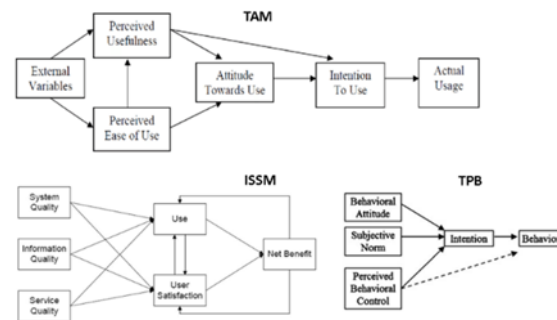 TAM
Perceived
Usefulness
External
Variables
Perceived
Ease of Use
Attitude
Towards Use
Intention
To Use
Actual
Usage
ISSM
System
Quality
Information
Quality
Service
Quality
Use
User
Satisfaction
Net Benefit
TPB
Behavioral
Attitude
Subjective
Norm
Perceived
Behavioral
Control
Intention
Behavior